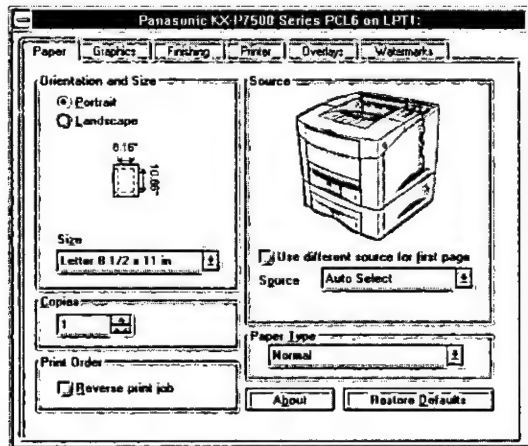 Panasonic KX-P7500 Series PCL6 on LPT1:
Paper Graphics Finishing Printer Overlays Watermarks
Orientation and Size
Portrait
Landscape
8.16"
10.66"
Size
Letter 8 1/2 x 11 in
Copies
1
Print Order
Reverse print job
Source
Use different source for first page
Source Auto Select
Paper Type
Normal
About Restore Defaults